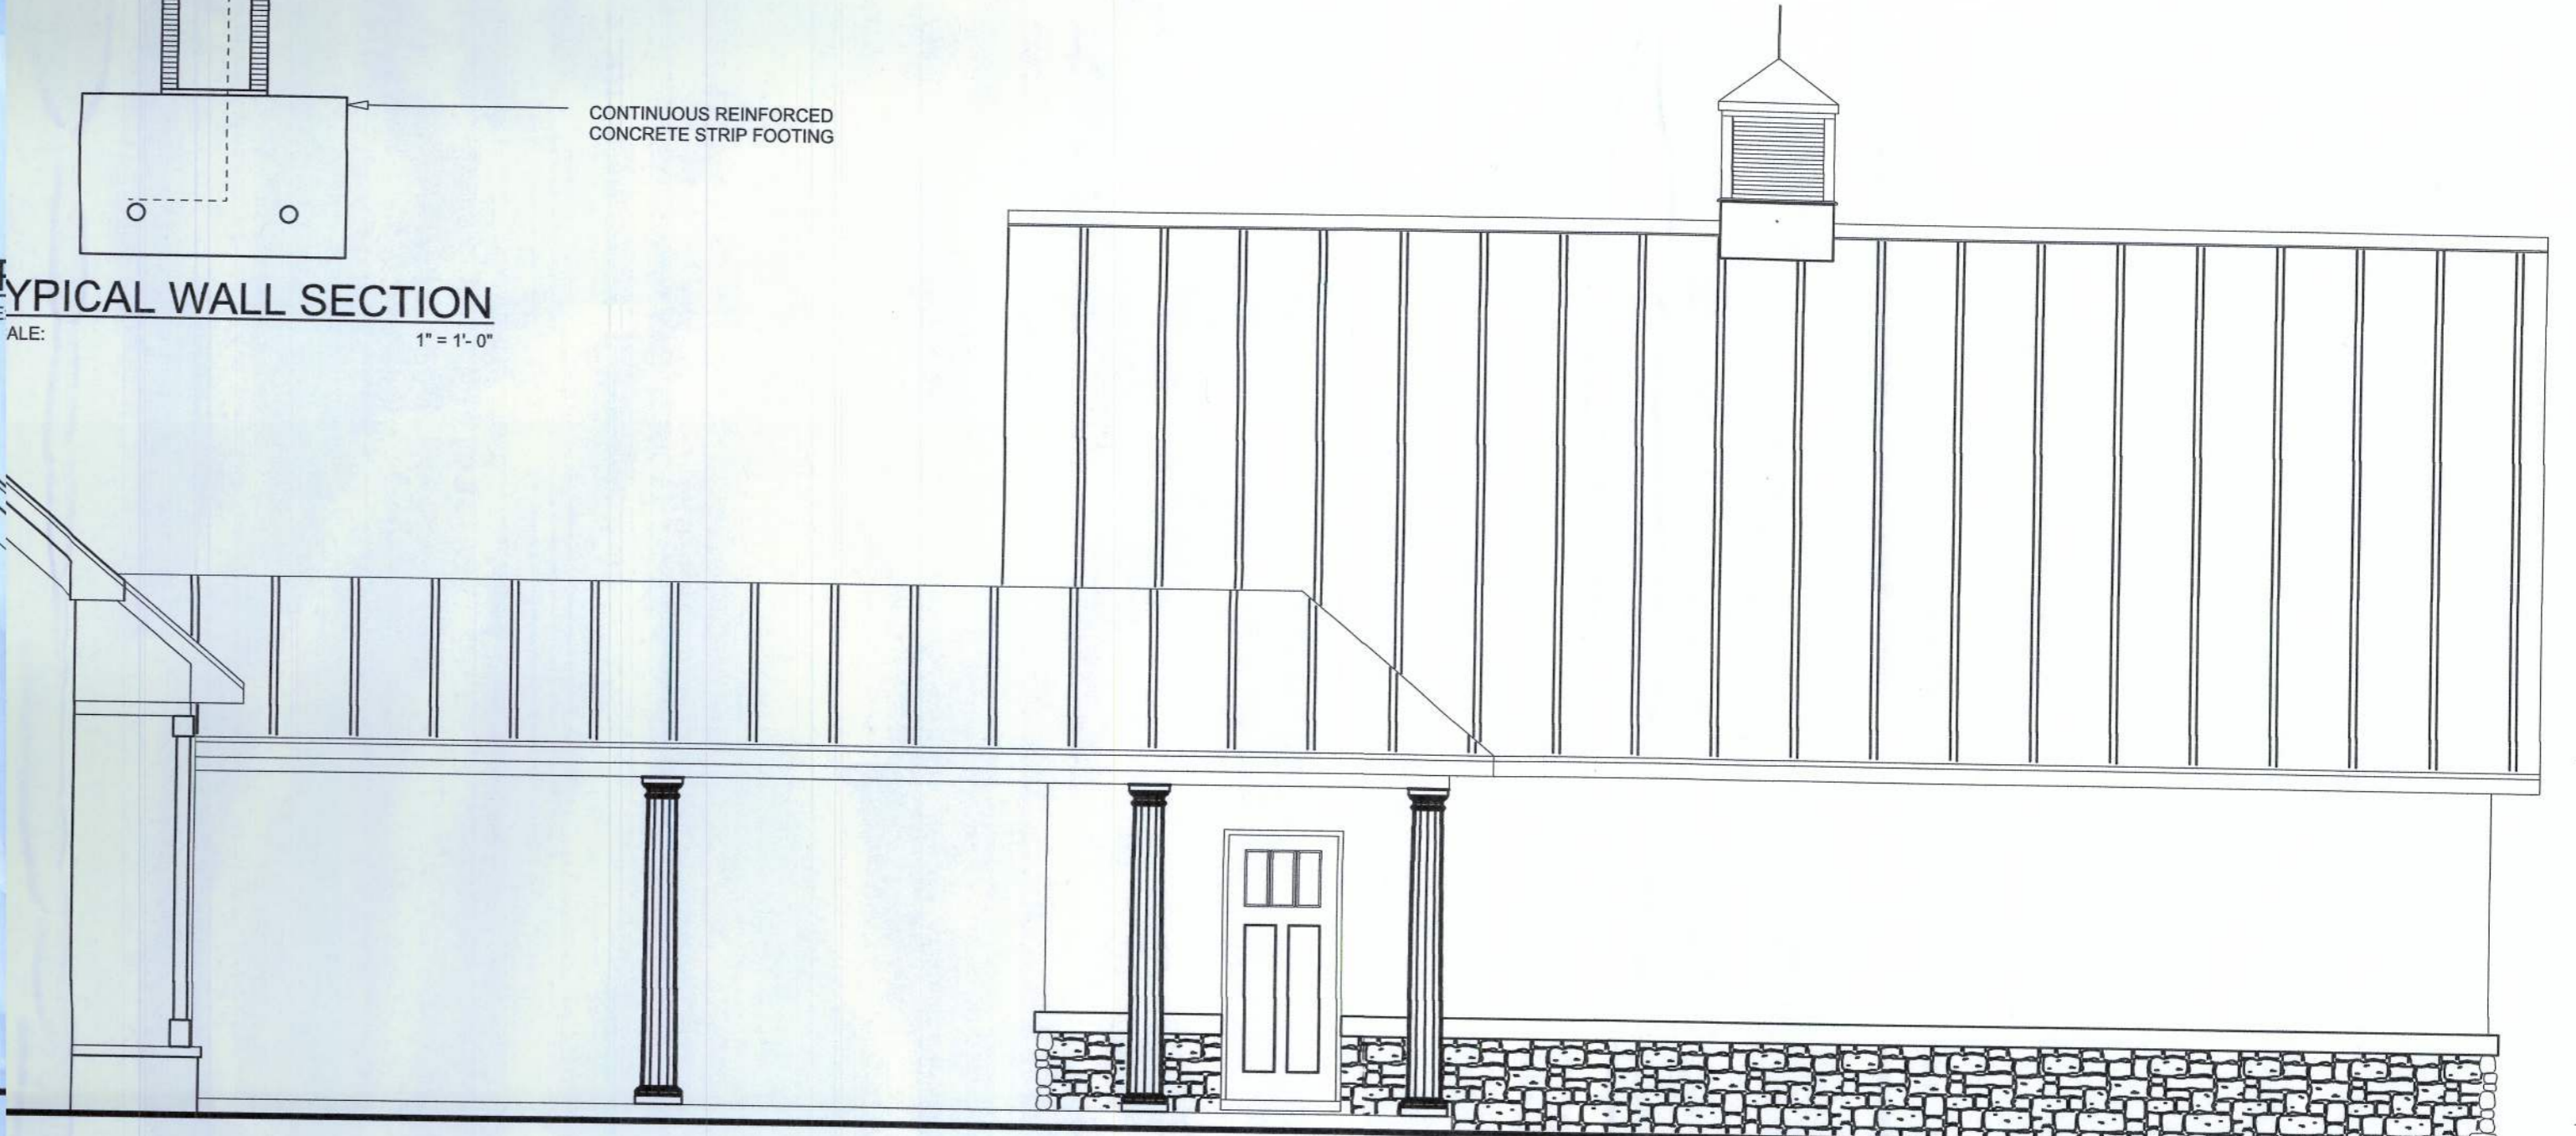 CONTINUOUS REINFORCED
CONCRETE STRIP FOOTING
YPICAL WALL SECTION
ALE: 1" = 1'- 0"